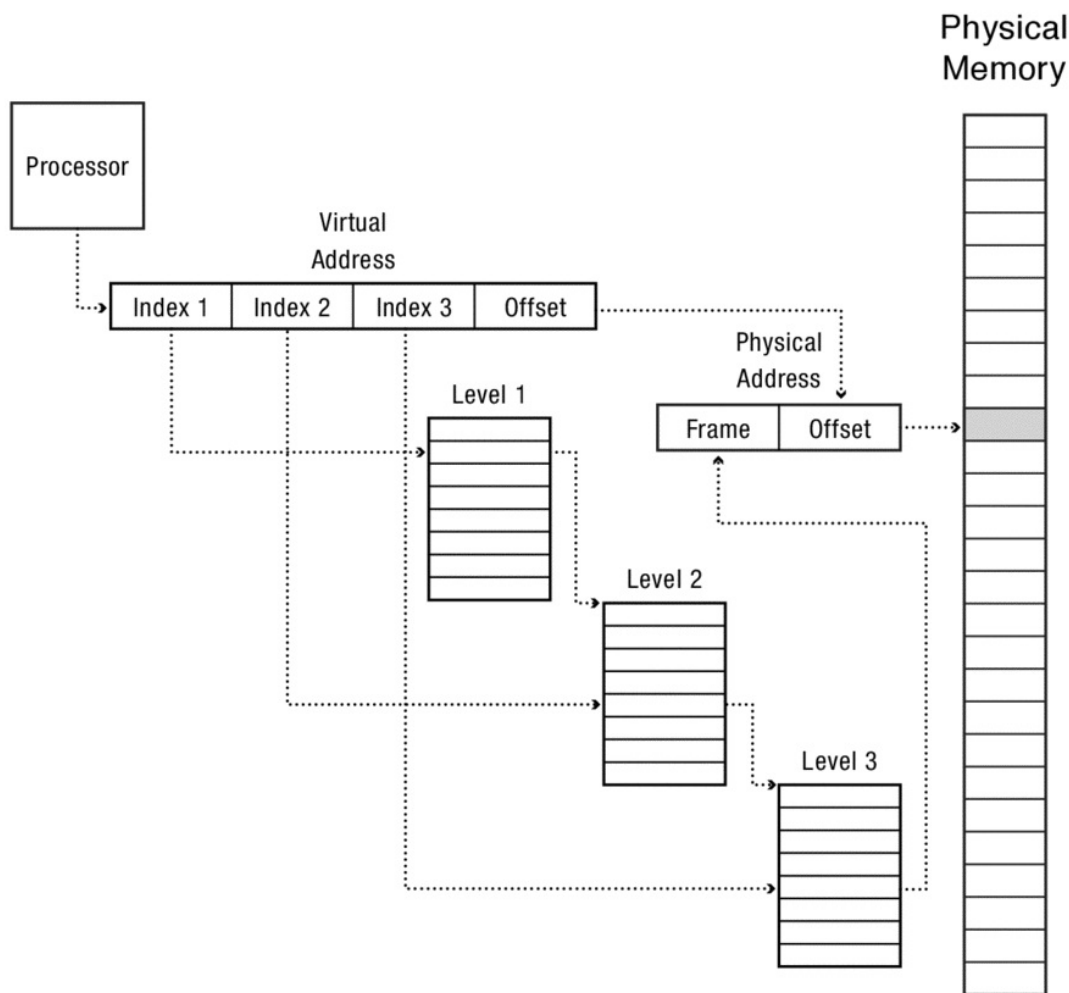 Physical
Memory
Processor
Virtual
Address
Index 1
Index 2
Index 3
Offset
Physical
Address
Level 1
Frame
Offset
Level 2
Level 3